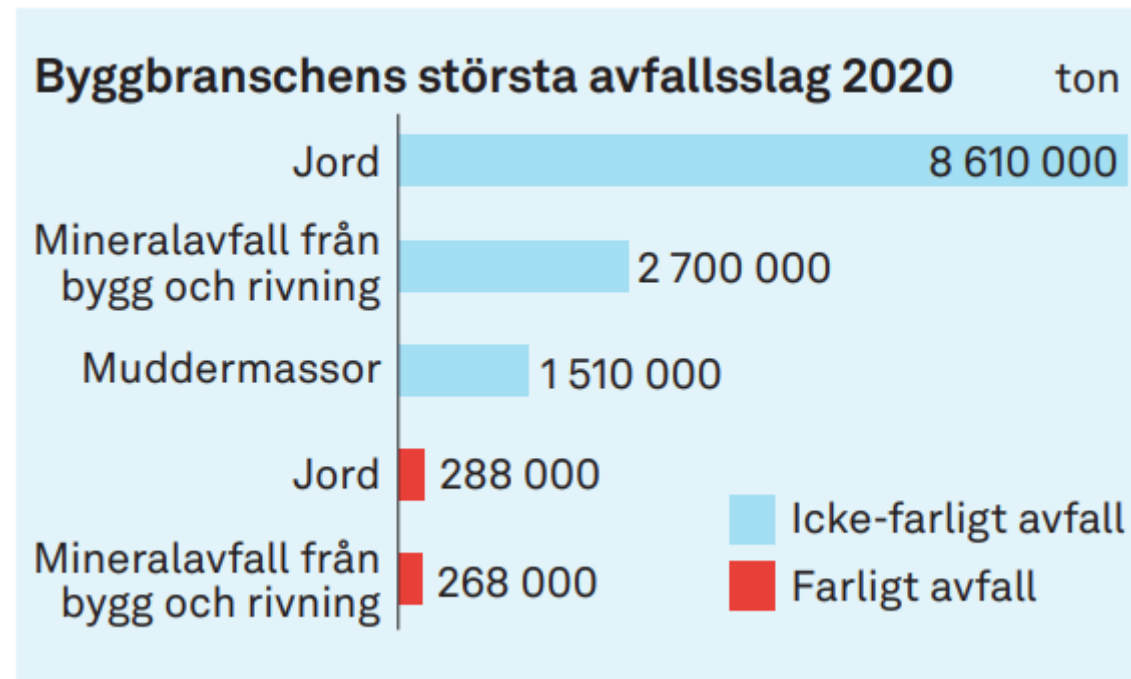 Byggbranschens största avfallsslag 2020 ton
Jord 8 610 000
Mineralavfall från
bygg och rivning 2 700 000
Muddermassor 1 510 000
Jord 288 000
Mineralavfall från
bygg och rivning 268 000
Icke-farligt avfall
Farligt avfall